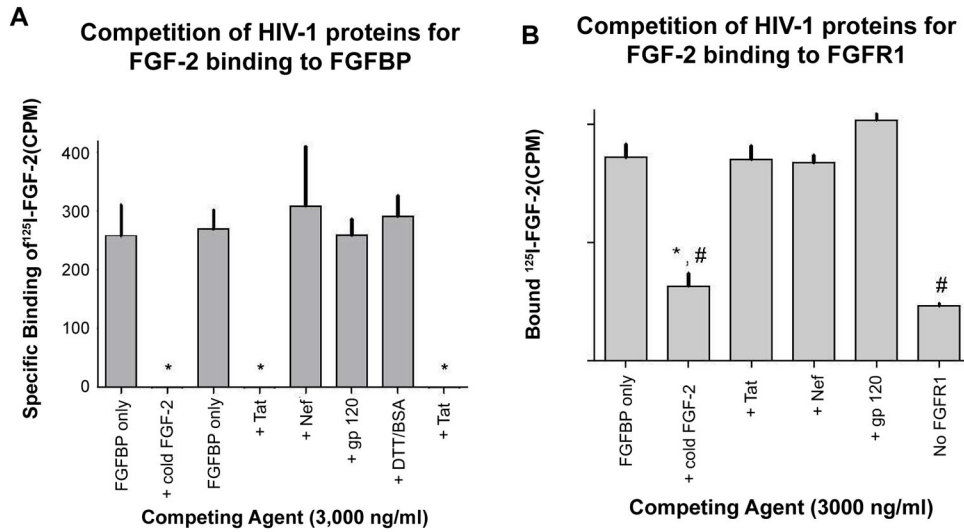 A
Competition of HIV-1 proteins for
FGF-2 binding to FGFBP
Specific Binding of ¹²⁵I-FGF-2(CPM)
400
300
200
100
0
*
*
*
FGFBP only
+ cold FGF-2
FGFBP only
+ Tat
+ Nef
+ gp 120
+ DTT/BSA
+ Tat
Competing Agent (3,000 ng/ml)
B
Competition of HIV-1 proteins for
FGF-2 binding to FGFR1
Bound ¹²⁵I-FGF-2(CPM)
*, #
#
FGFBP only
+ cold FGF-2
+ Tat
+ Nef
+ gp 120
No FGFR1
Competing Agent (3000 ng/ml)